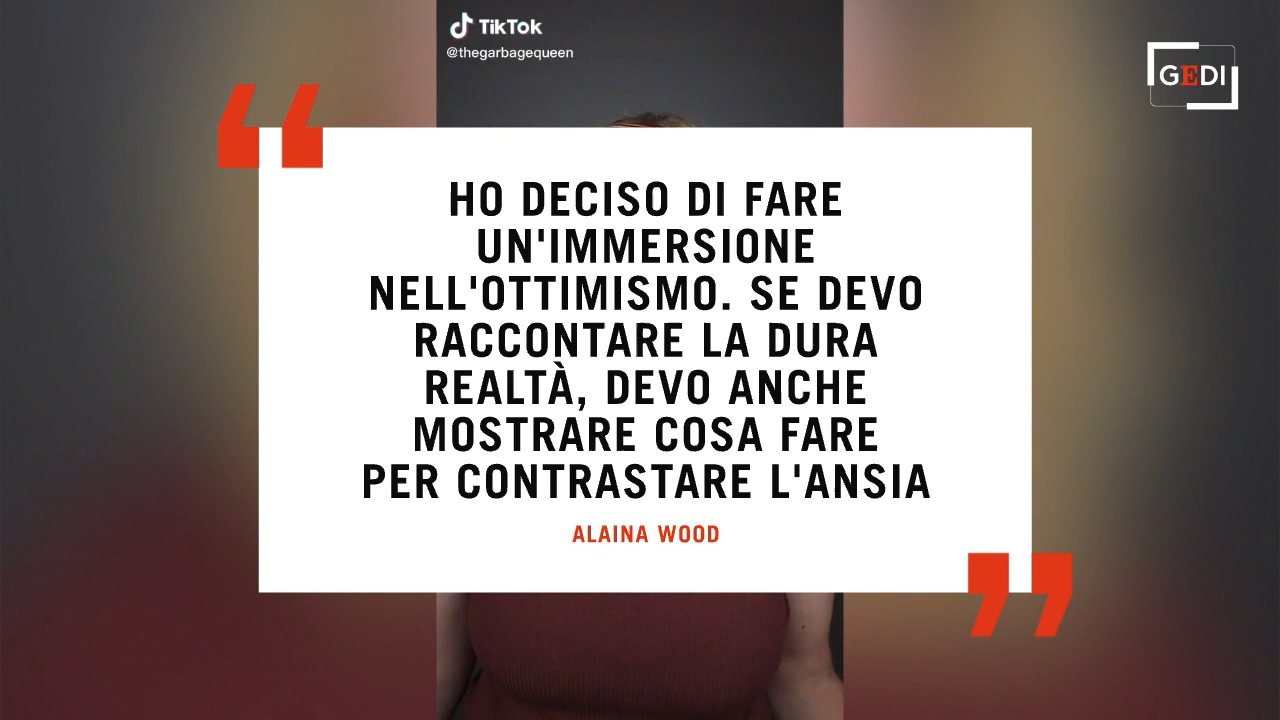 TikTok
@thegarbagequeen
GEDI
HO DECISO DI FARE
UN'IMMERSIONE
NELL'OTTIMISMO. SE DEVO
RACCONTARE LA DURA
REALTÀ, DEVO ANCHE
MOSTRARE COSA FARE
PER CONTRASTARE L'ANSIA
ALAINA WOOD